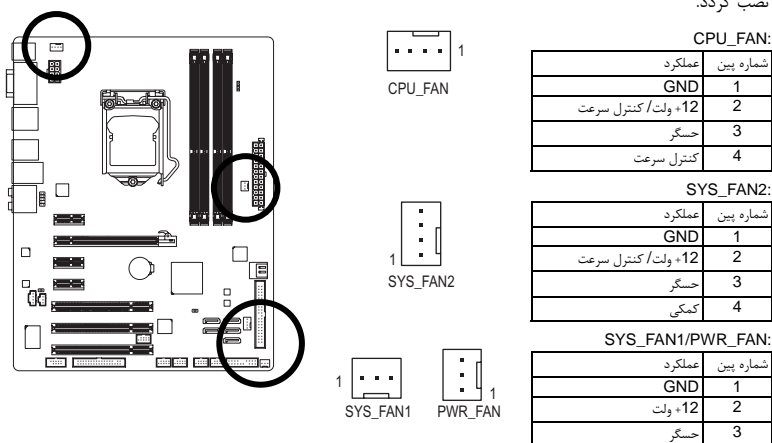 نصب گردد.
1
CPU_FAN
CPU_FAN:
شماره پین عملکرد
1 GND
2 +12 ولت/ کنترل سرعت
3 حسگر
4 کنترل سرعت
1
SYS_FAN2
SYS_FAN2:
شماره پین عملکرد
1 GND
2 +12 ولت/ کنترل سرعت
3 حسگر
4 کمکی
1
SYS_FAN1
1
PWR_FAN
SYS_FAN1/PWR_FAN:
شماره پین عملکرد
1 GND
2 +12 ولت
3 حسگر